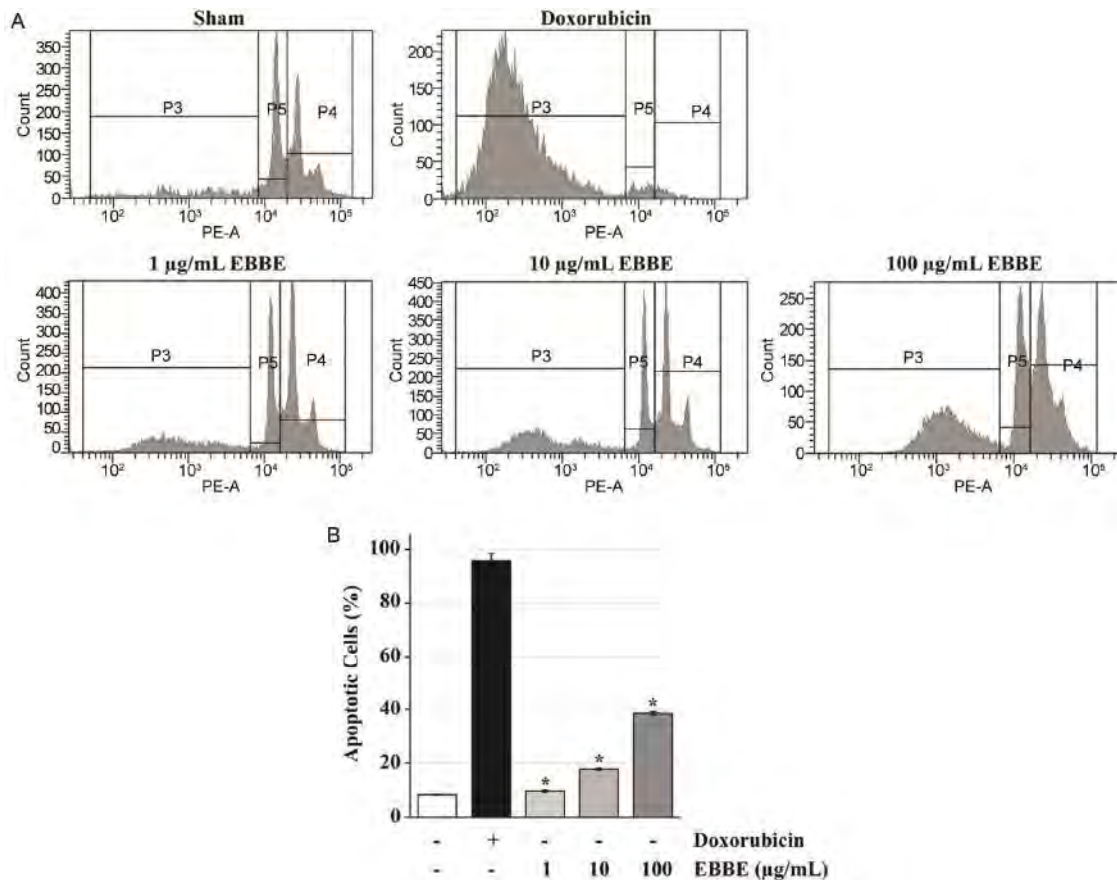 A
Sham
Doxorubicin
350
300
250
200
150
100
50
0
Count
P3
P5
P4
10² 10³ 10⁴ 10⁵
PE-A
200
150
100
50
0
Count
P3
P5
P4
10² 10³ 10⁴ 10⁵
PE-A
1 µg/mL EBBE
10 µg/mL EBBE
100 µg/mL EBBE
400
350
300
250
200
150
100
50
0
Count
P3
P5
P4
10² 10³ 10⁴ 10⁵
PE-A
450
400
350
300
250
200
150
100
50
0
Count
P3
P5
P4
10² 10³ 10⁴ 10⁵
PE-A
250
200
150
100
50
0
Count
P3
P5
P4
10² 10³ 10⁴ 10⁵
PE-A
B
100
80
60
40
20
0
Apoptotic Cells (%)
* * *
- + - - - Doxorubicin
- - 1 10 100 EBBE (µg/mL)